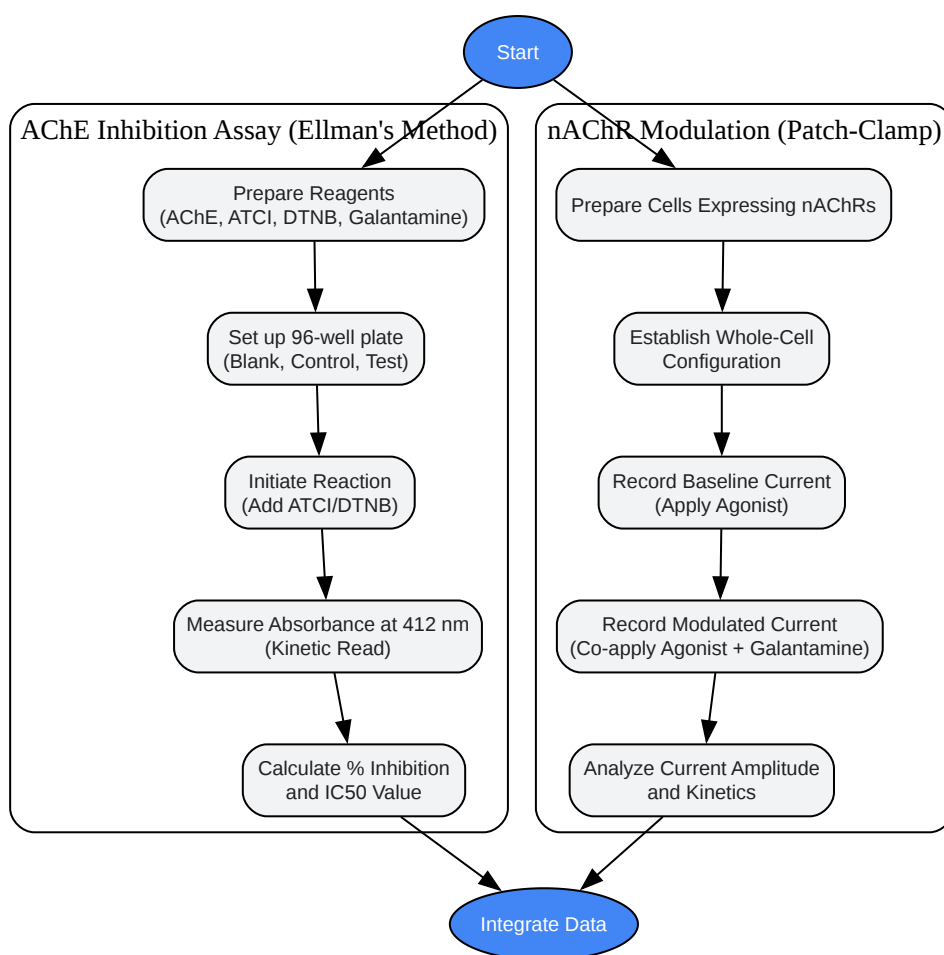 Start
AChE Inhibition Assay (Ellman's Method)
Prepare Reagents
(AChE, ATCI, DTNB, Galantamine)
Set up 96-well plate
(Blank, Control, Test)
Initiate Reaction
(Add ATCI/DTNB)
Measure Absorbance at 412 nm
(Kinetic Read)
Calculate % Inhibition
and IC50 Value
nAChR Modulation (Patch-Clamp)
Prepare Cells Expressing nAChRs
Establish Whole-Cell
Configuration
Record Baseline Current
(Apply Agonist)
Record Modulated Current
(Co-apply Agonist + Galantamine)
Analyze Current Amplitude
and Kinetics
Integrate Data